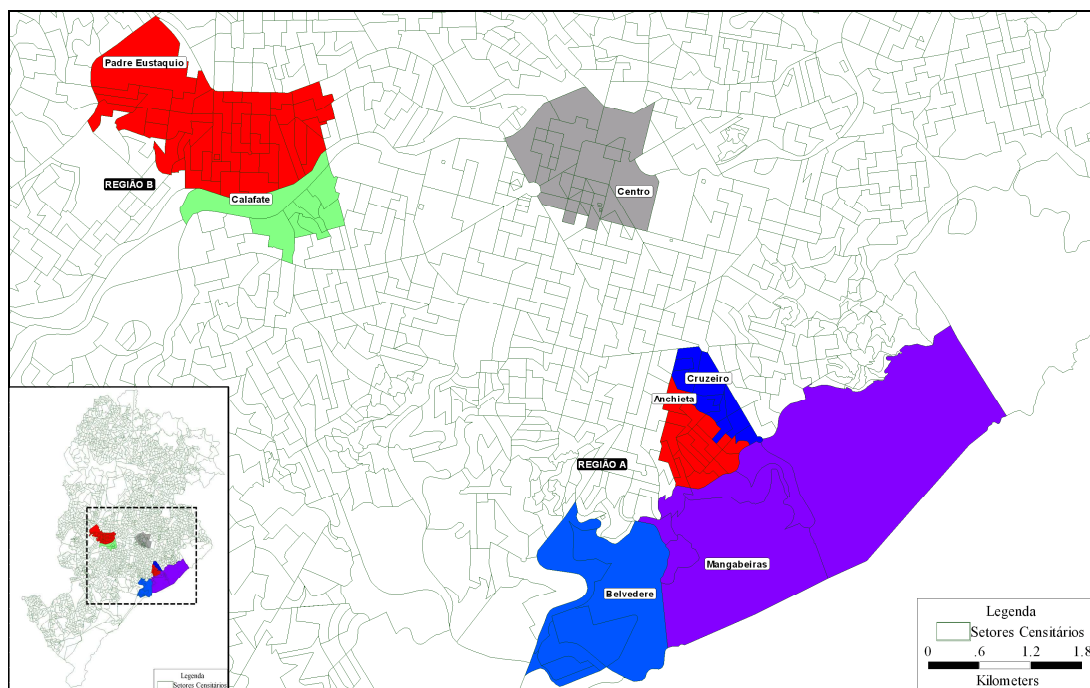 Padre Eustaquio
REGIÃO B
Calafate
Centro
Cruzeiro
Anchieta
REGIÃO A
Mangabeiras
Belvedere
Legenda
Setores Censitários
0 .6 1.2 1.8
Kilometers
Legenda
Setores Censitários